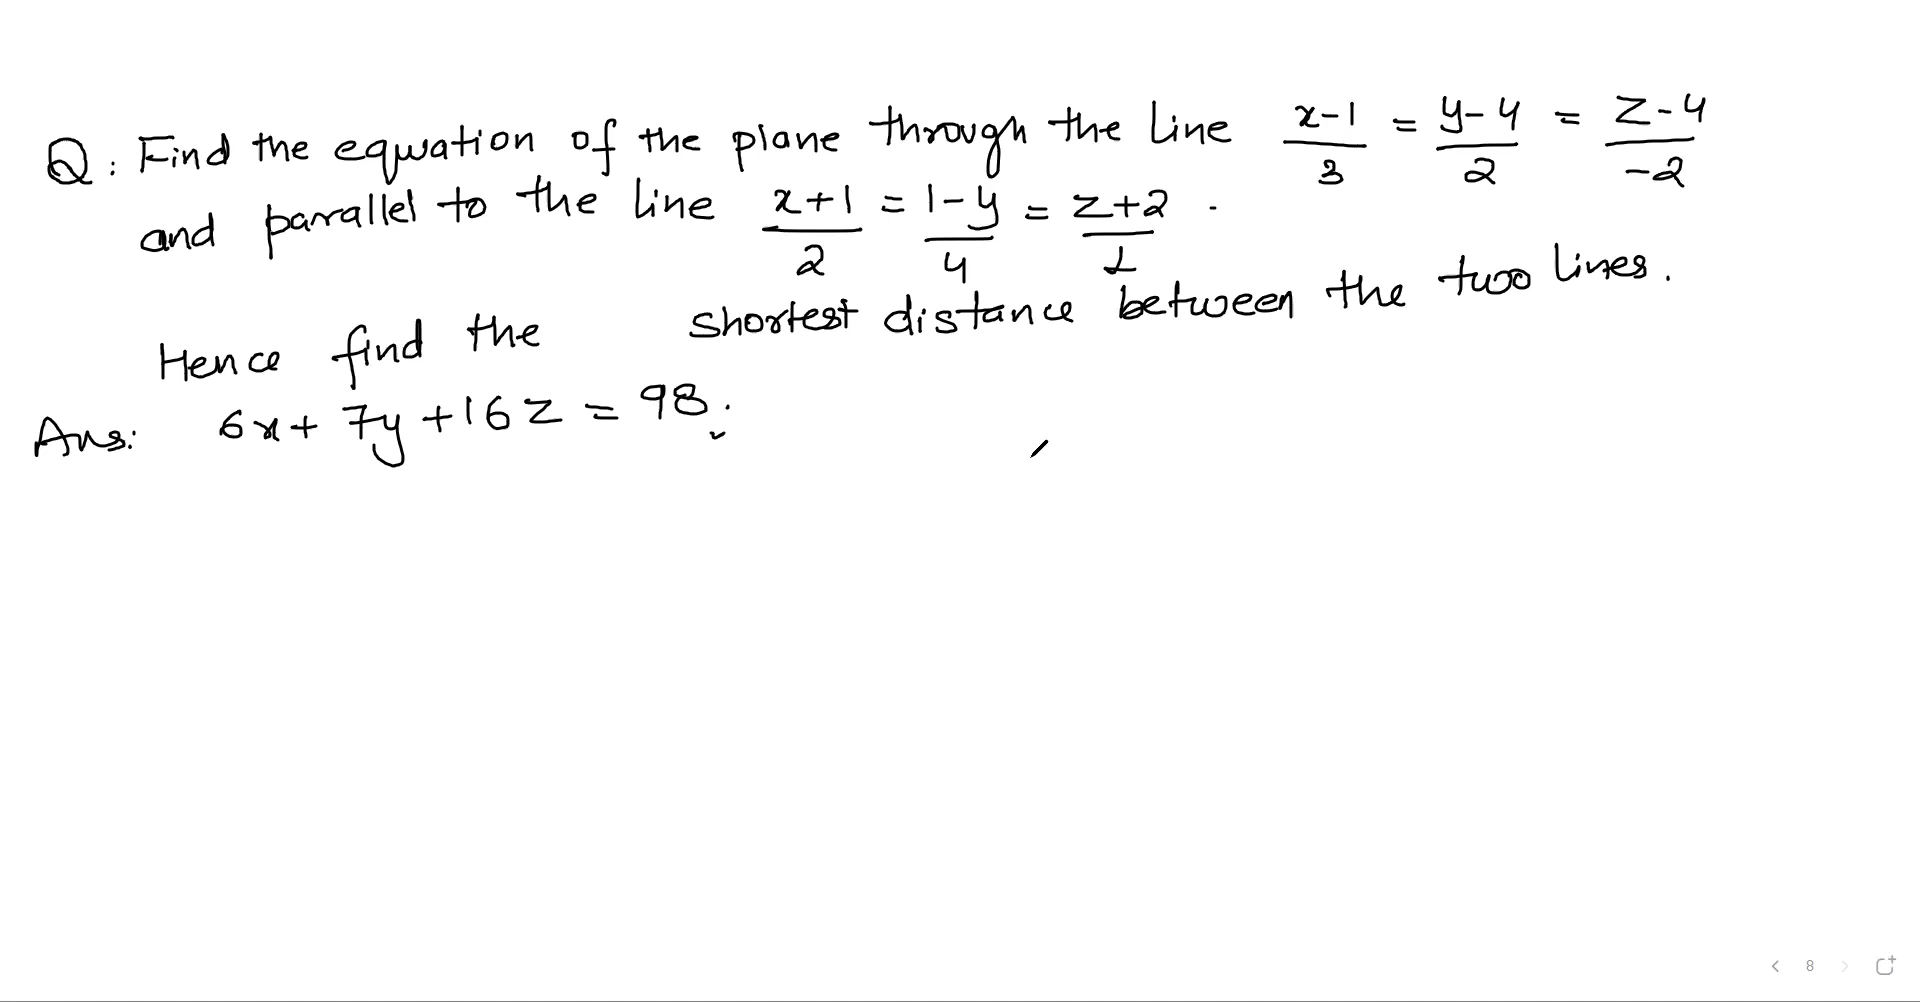 Q: Find the equation of the plane through the line x-1/3 = y-4/2 = z-4/-2
and parallel to the line x+1/2 = 1-y/4 = z+2/1 .
Hence find the shortest distance between the two lines.
Ans: 6x + 7y + 16z = 98.
8